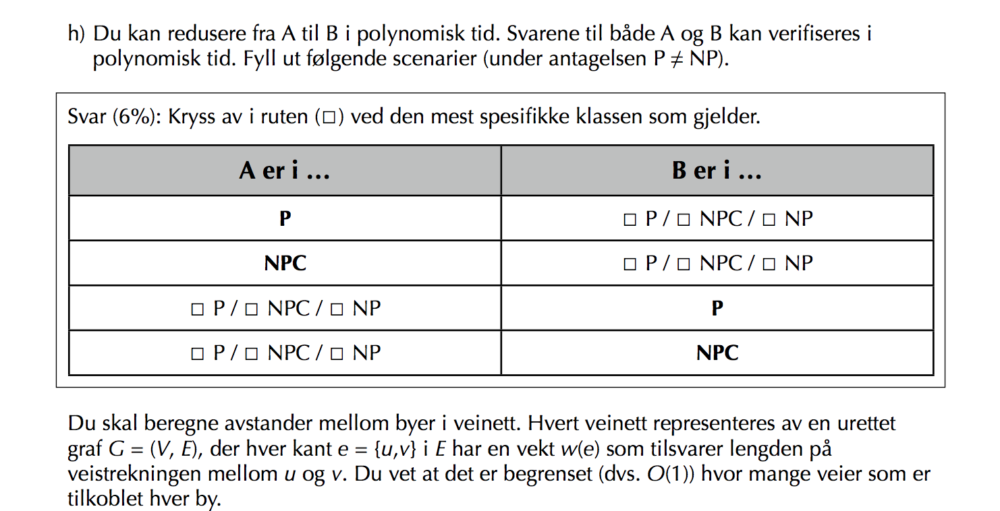 h) Du kan redusere fra A til B i polynomisk tid. Svarene til både A og B kan verifiseres i
polynomisk tid. Fyll ut følgende scenarier (under antagelsen P ≠ NP).
Svar (6%): Kryss av i ruten (□) ved den mest spesifikke klassen som gjelder.
A er i … B er i …
P □ P / □ NPC / □ NP
NPC □ P / □ NPC / □ NP
□ P / □ NPC / □ NP P
□ P / □ NPC / □ NP NPC
Du skal beregne avstander mellom byer i veinett. Hvert veinett representeres av en urettet
graf G = (V, E), der hver kant e = {u,v} i E har en vekt w(e) som tilsvarer lengden på
veistrekningen mellom u og v. Du vet at det er begrenset (dvs. O(1)) hvor mange veier som er
tilkoblet hver by.